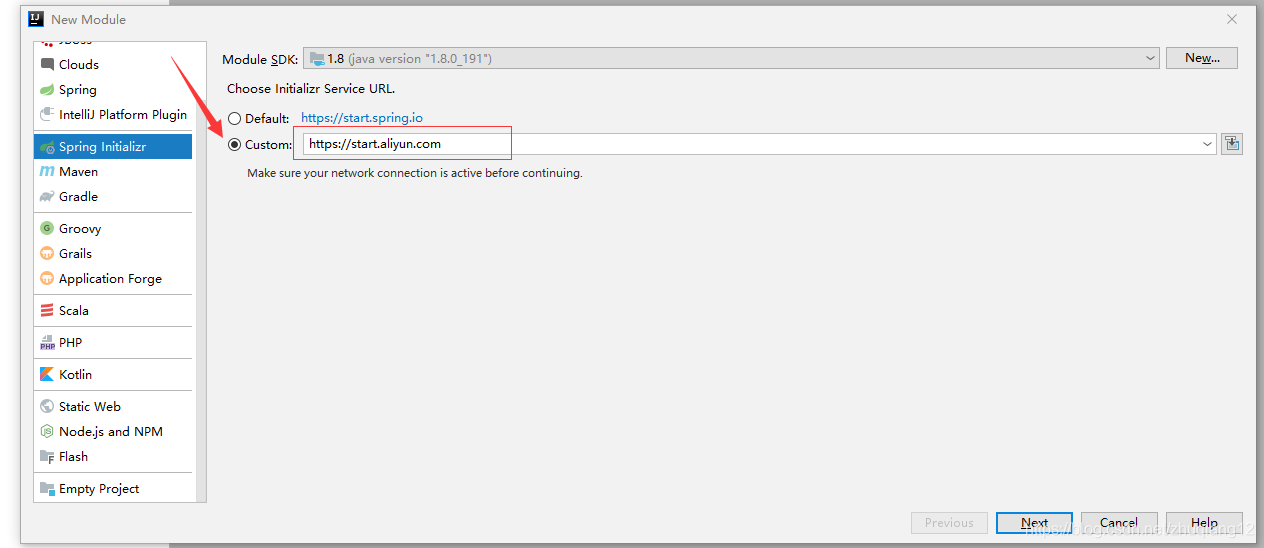 New Module
JBoss
Clouds
Spring
IntelliJ Platform Plugin
Spring Initializr
Maven
Gradle
Groovy
Grails
Application Forge
Scala
PHP
Kotlin
Static Web
Node.js and NPM
Flash
Empty Project
Module SDK: 1.8 (java version "1.8.0_191") New...
Choose Initializr Service URL.
Default: https://start.spring.io
Custom: https://start.aliyun.com
Make sure your network connection is active before continuing.
Previous Next Cancel Help
https://blog.csdn.net/zhuqiang12